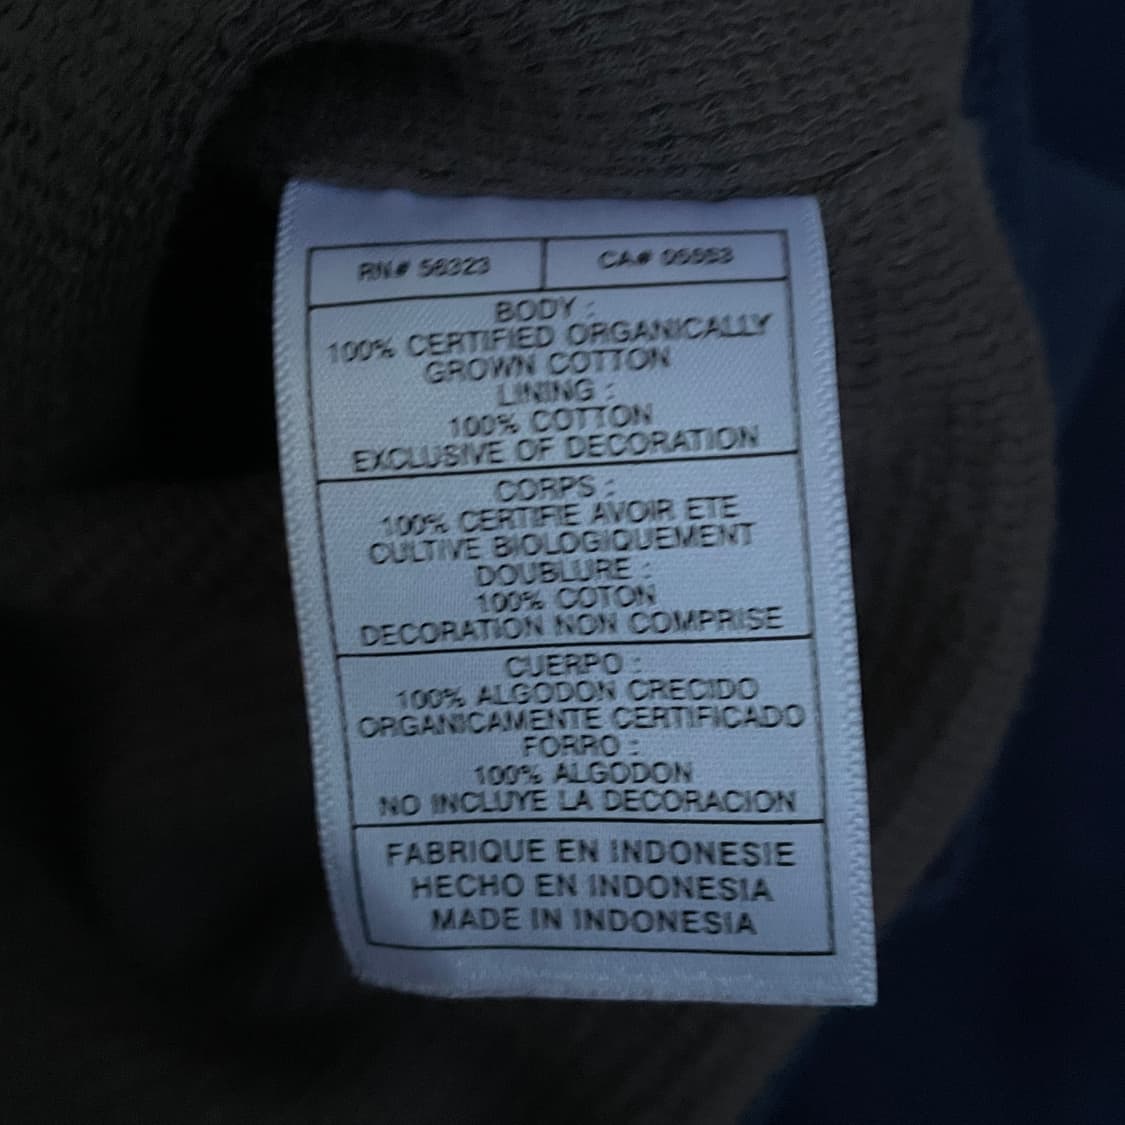 RN# 56323
CA# 05553
BODY :
100% CERTIFIED ORGANICALLY
GROWN COTTON
LINING :
100% COTTON
EXCLUSIVE OF DECORATION
CORPS :
100% CERTIFIE AVOIR ETE
CULTIVE BIOLOGIQUEMENT
DOUBLURE :
100% COTON
DECORATION NON COMPRISE
CUERPO :
100% ALGODON CRECIDO
ORGANICAMENTE CERTIFICADO
FORRO :
100% ALGODON
NO INCLUYE LA DECORACION
FABRIQUE EN INDONESIE
HECHO EN INDONESIA
MADE IN INDONESIA